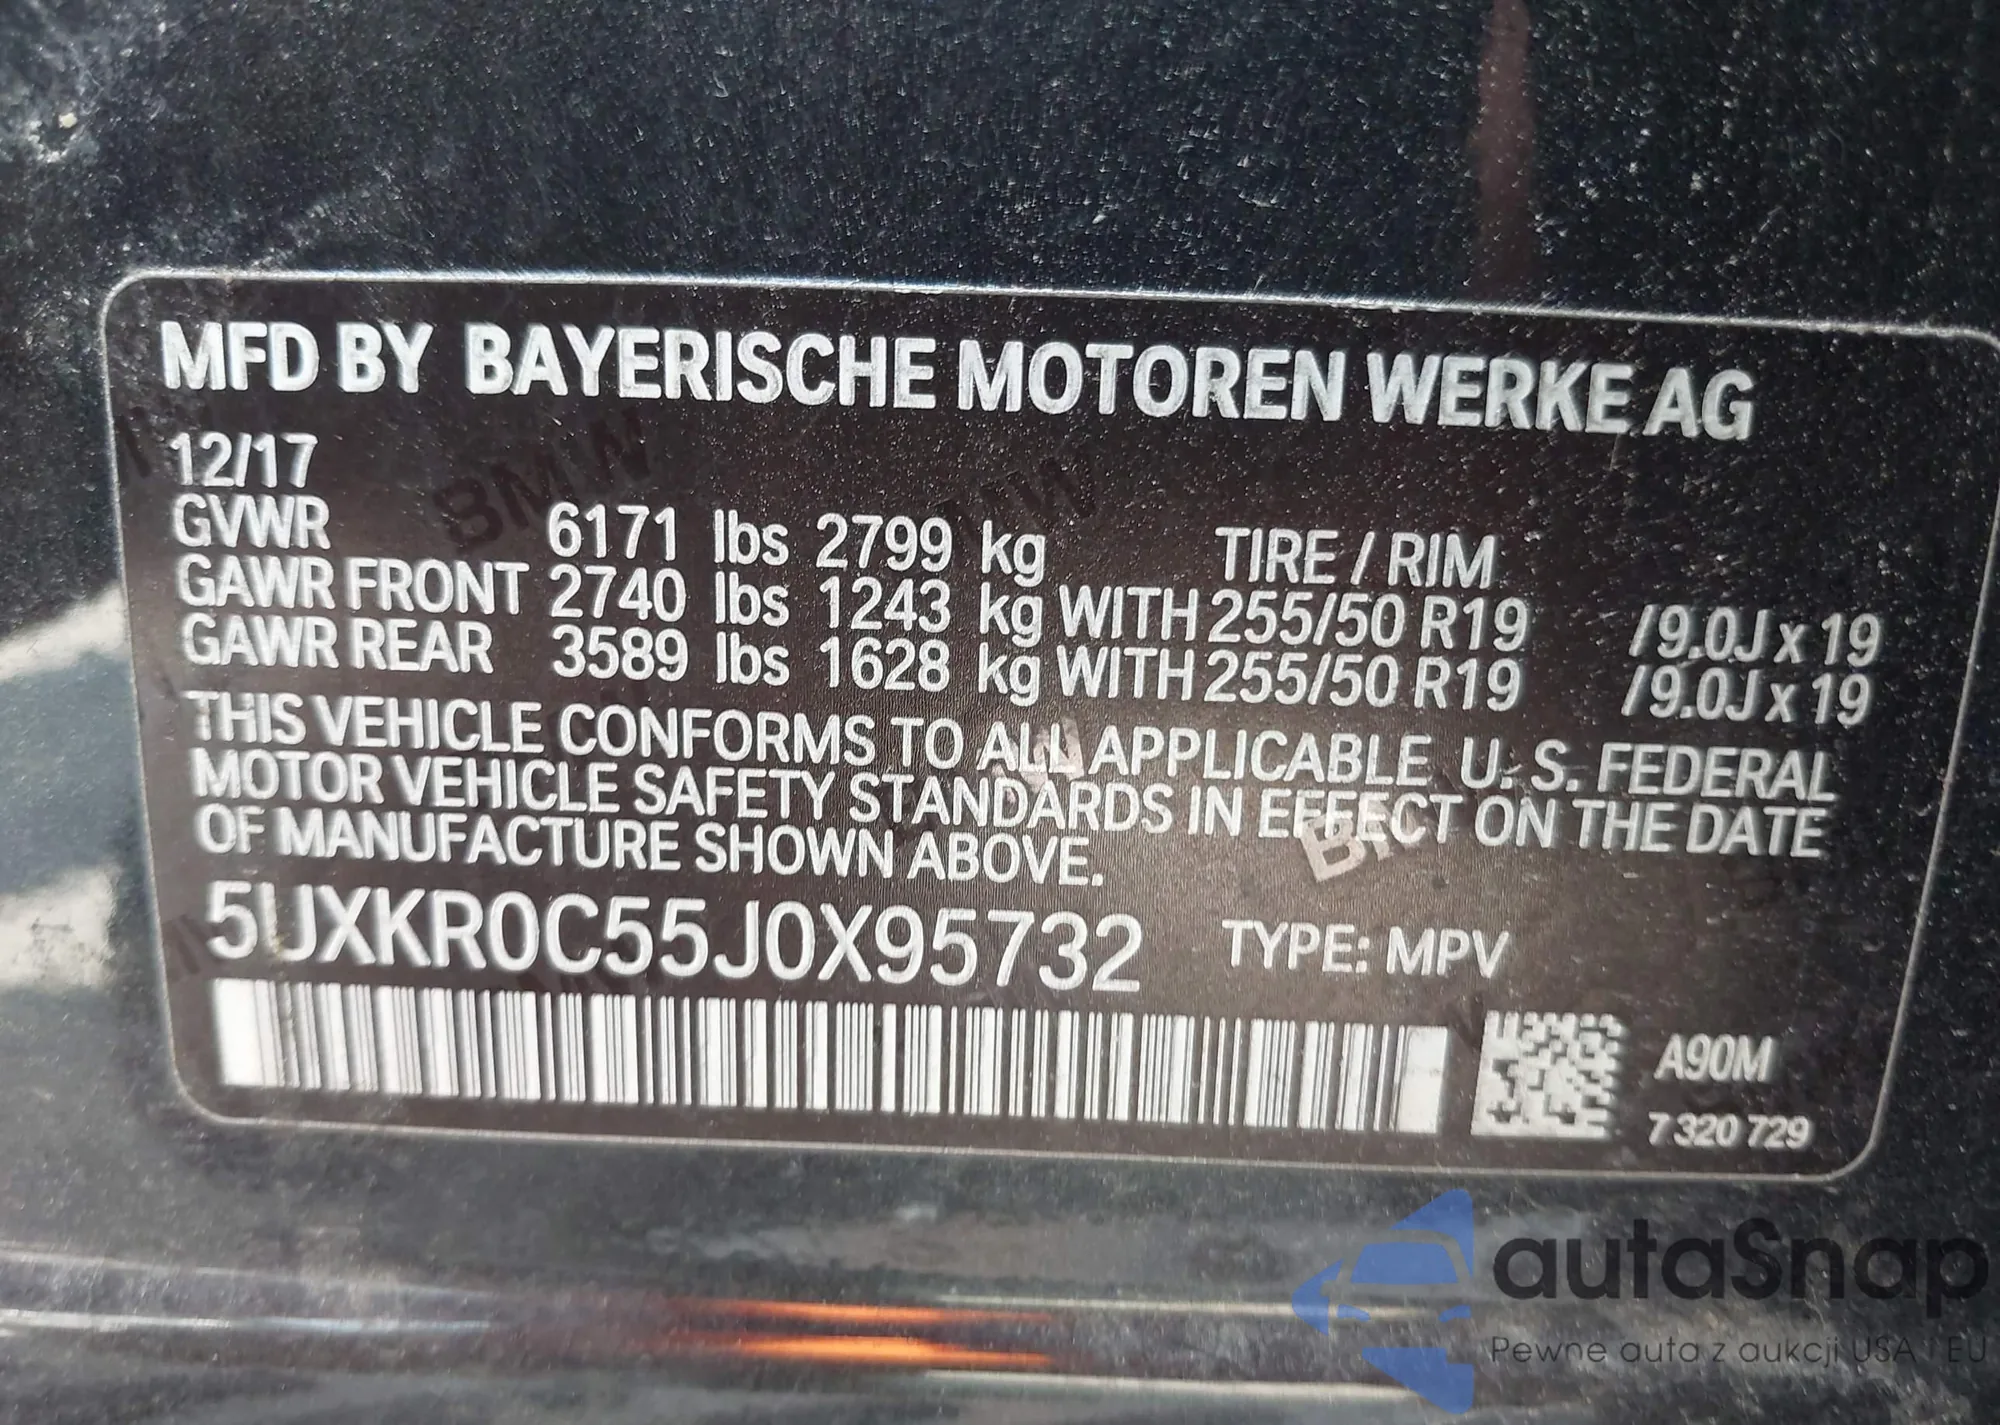 MFD BY BAYERISCHE MOTOREN WERKE AG
12/17
GVWR 6171 lbs 2799 kg TIRE / RIM
GAWR FRONT 2740 lbs 1243 kg WITH 255/50 R19 /9.0J x 19
GAWR REAR 3589 lbs 1628 kg WITH 255/50 R19 /9.0J x 19
THIS VEHICLE CONFORMS TO ALL APPLICABLE U. S. FEDERAL
MOTOR VEHICLE SAFETY STANDARDS IN EFFECT ON THE DATE
OF MANUFACTURE SHOWN ABOVE.
5UXKR0C55J0X95732 TYPE: MPV
A90M
7 320 729
autaSnap
Pewne auta z aukcji USA i EU